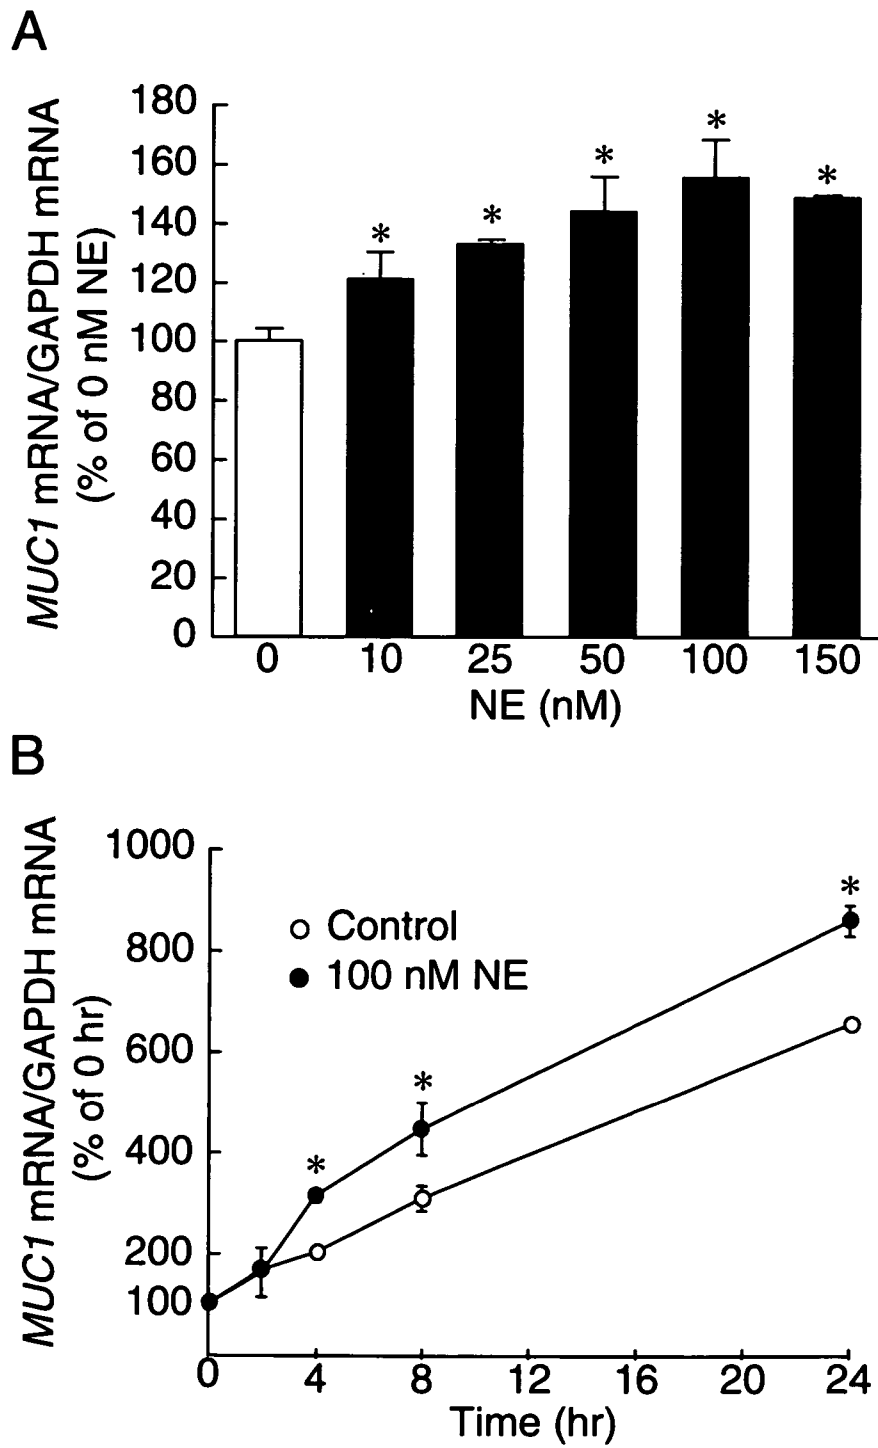 A
MUC1 mRNA/GAPDH mRNA
(% of 0 nM NE)
180
160
140
120
100
80
60
40
20
0
* * * * *
0 10 25 50 100 150
NE (nM)
B
MUC1 mRNA/GAPDH mRNA
(% of 0 hr)
1000
800
600
400
200
100
Control
100 nM NE
* * *
0 4 8 12 16 20 24
Time (hr)